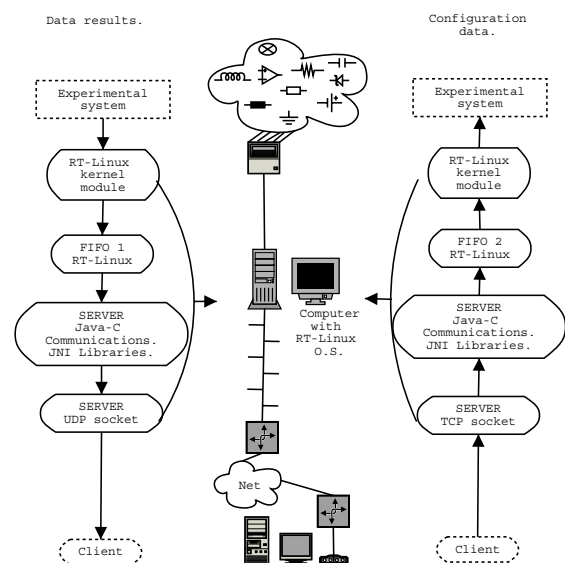 Data results.
Configuration
data.
Experimental
system
RT-Linux
kernel
module
FIFO 1
RT-Linux
SERVER
Java-C
Communications.
JNI Libraries.
SERVER
UDP socket
Client
Computer
with
RT-Linux
O.S.
Net
Experimental
system
RT-Linux
kernel
module
FIFO 2
RT-Linux
SERVER
Java-C
Communications.
JNI Libraries.
SERVER
TCP socket
Client